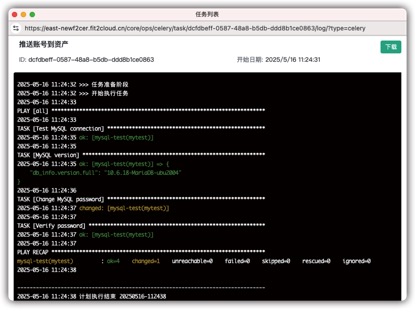 任务列表
https://east-newf2cer.fit2cloud.cn/core/ops/celery/task/dcfdbeff-0587-48a8-b5db-ddd8b1ce0863/log/?type=celery
推送账号到资产
下载
ID: dcfdbeff-0587-48a8-b5db-ddd8b1ce0863 开始日期: 2025/5/16 11:24:31
2025-05-16 11:24:32 >>> 任务准备阶段
2025-05-16 11:24:32 >>> 开始执行任务
2025-05-16 11:24:33
PLAY [all] **********************************************************************
2025-05-16 11:24:33
TASK [Test MySQL connection] ****************************************************
2025-05-16 11:24:35 ok: [mysql-test(mytest)]
2025-05-16 11:24:35
TASK [MySQL version] ************************************************************
2025-05-16 11:24:35 ok: [mysql-test(mytest)] => {
"db_info.version.full": "10.6.18-MariaDB-ubu2004"
}
2025-05-16 11:24:36
TASK [Change MySQL password] ****************************************************
2025-05-16 11:24:37 changed: [mysql-test(mytest)]
2025-05-16 11:24:37
TASK [Verify password] **********************************************************
2025-05-16 11:24:37 ok: [mysql-test(mytest)]
2025-05-16 11:24:37
PLAY RECAP **********************************************************************
mysql-test(mytest) : ok=4 changed=1 unreachable=0 failed=0 skipped=0 rescued=0 ignored=0
2025-05-16 11:24:38
--------------------------------------------------------------------------------
2025-05-16 11:24:38 计划执行结束 20250516-112438